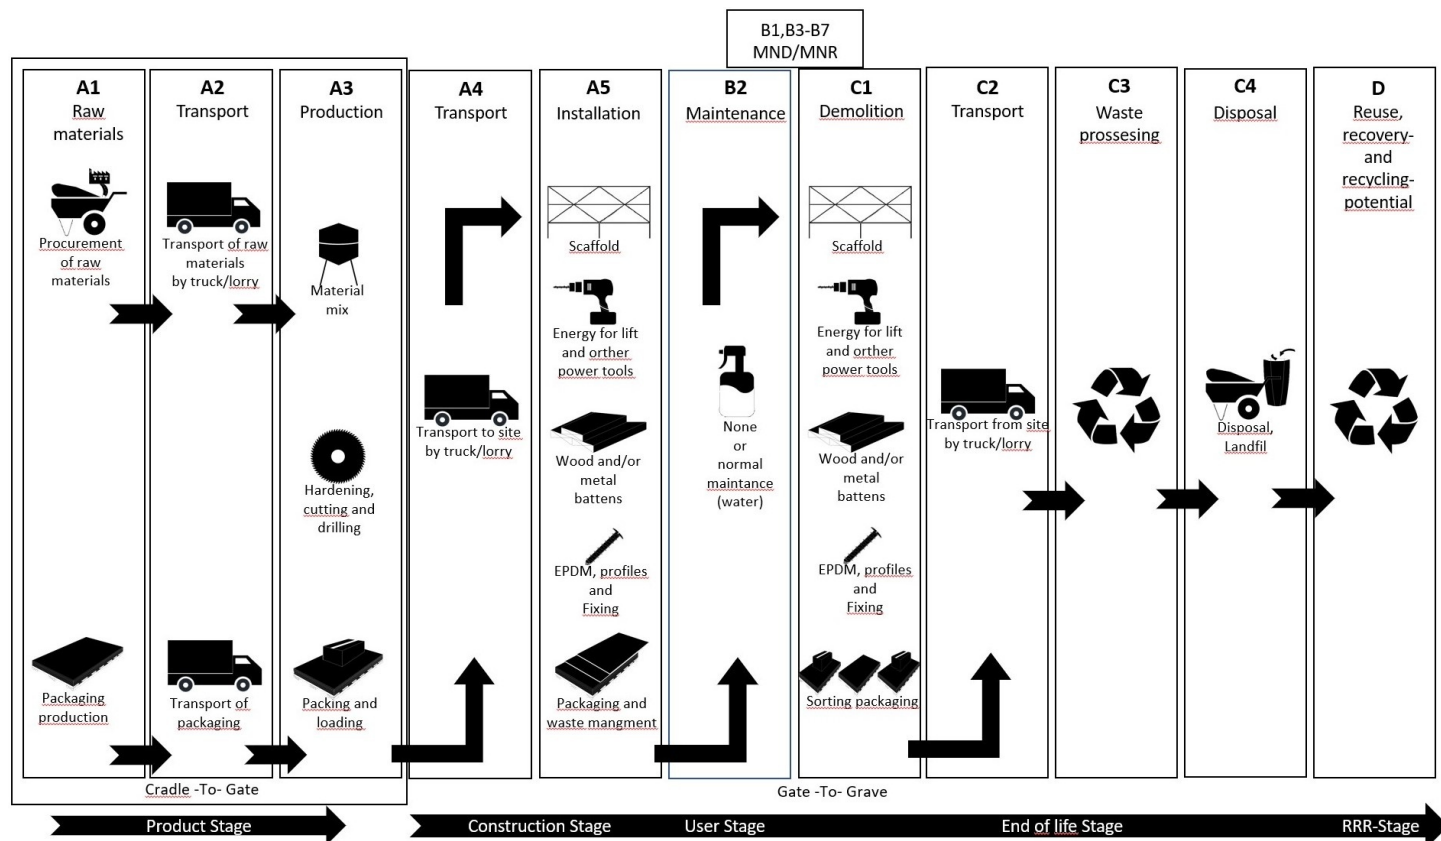 B1,B3-B7
MND/MNR
A1
Raw
materials
Procurement
of raw
materials
Packaging
production
A2
Transport
Transport of raw
materials
by truck/lorry
Transport of
packaging
A3
Production
Material
mix
Hardening,
cutting and
drilling
Packing and
loading
A4
Transport
Transport to site
by truck/lorry
A5
Installation
Scaffold
Energy for lift
and orther
power tools
Wood and/or
metal
battens
EPDM, profiles
and
Fixing
Packaging and
waste mangment
B2
Maintenance
None
or
normal
maintance
(water)
C1
Demolition
Scaffold
Energy for lift
and orther
power tools
Wood and/or
metal
battens
EPDM, profiles
and
Fixing
Sorting packaging
C2
Transport
Transport from site
by truck/lorry
C3
Waste
prossesing
C4
Disposal
Disposal,
Landfil
D
Reuse,
recovery-
and
recycling-
potential
Cradle -To- Gate
Gate -To- Grave
Product Stage
Construction Stage
User Stage
End of life Stage
RRR-Stage